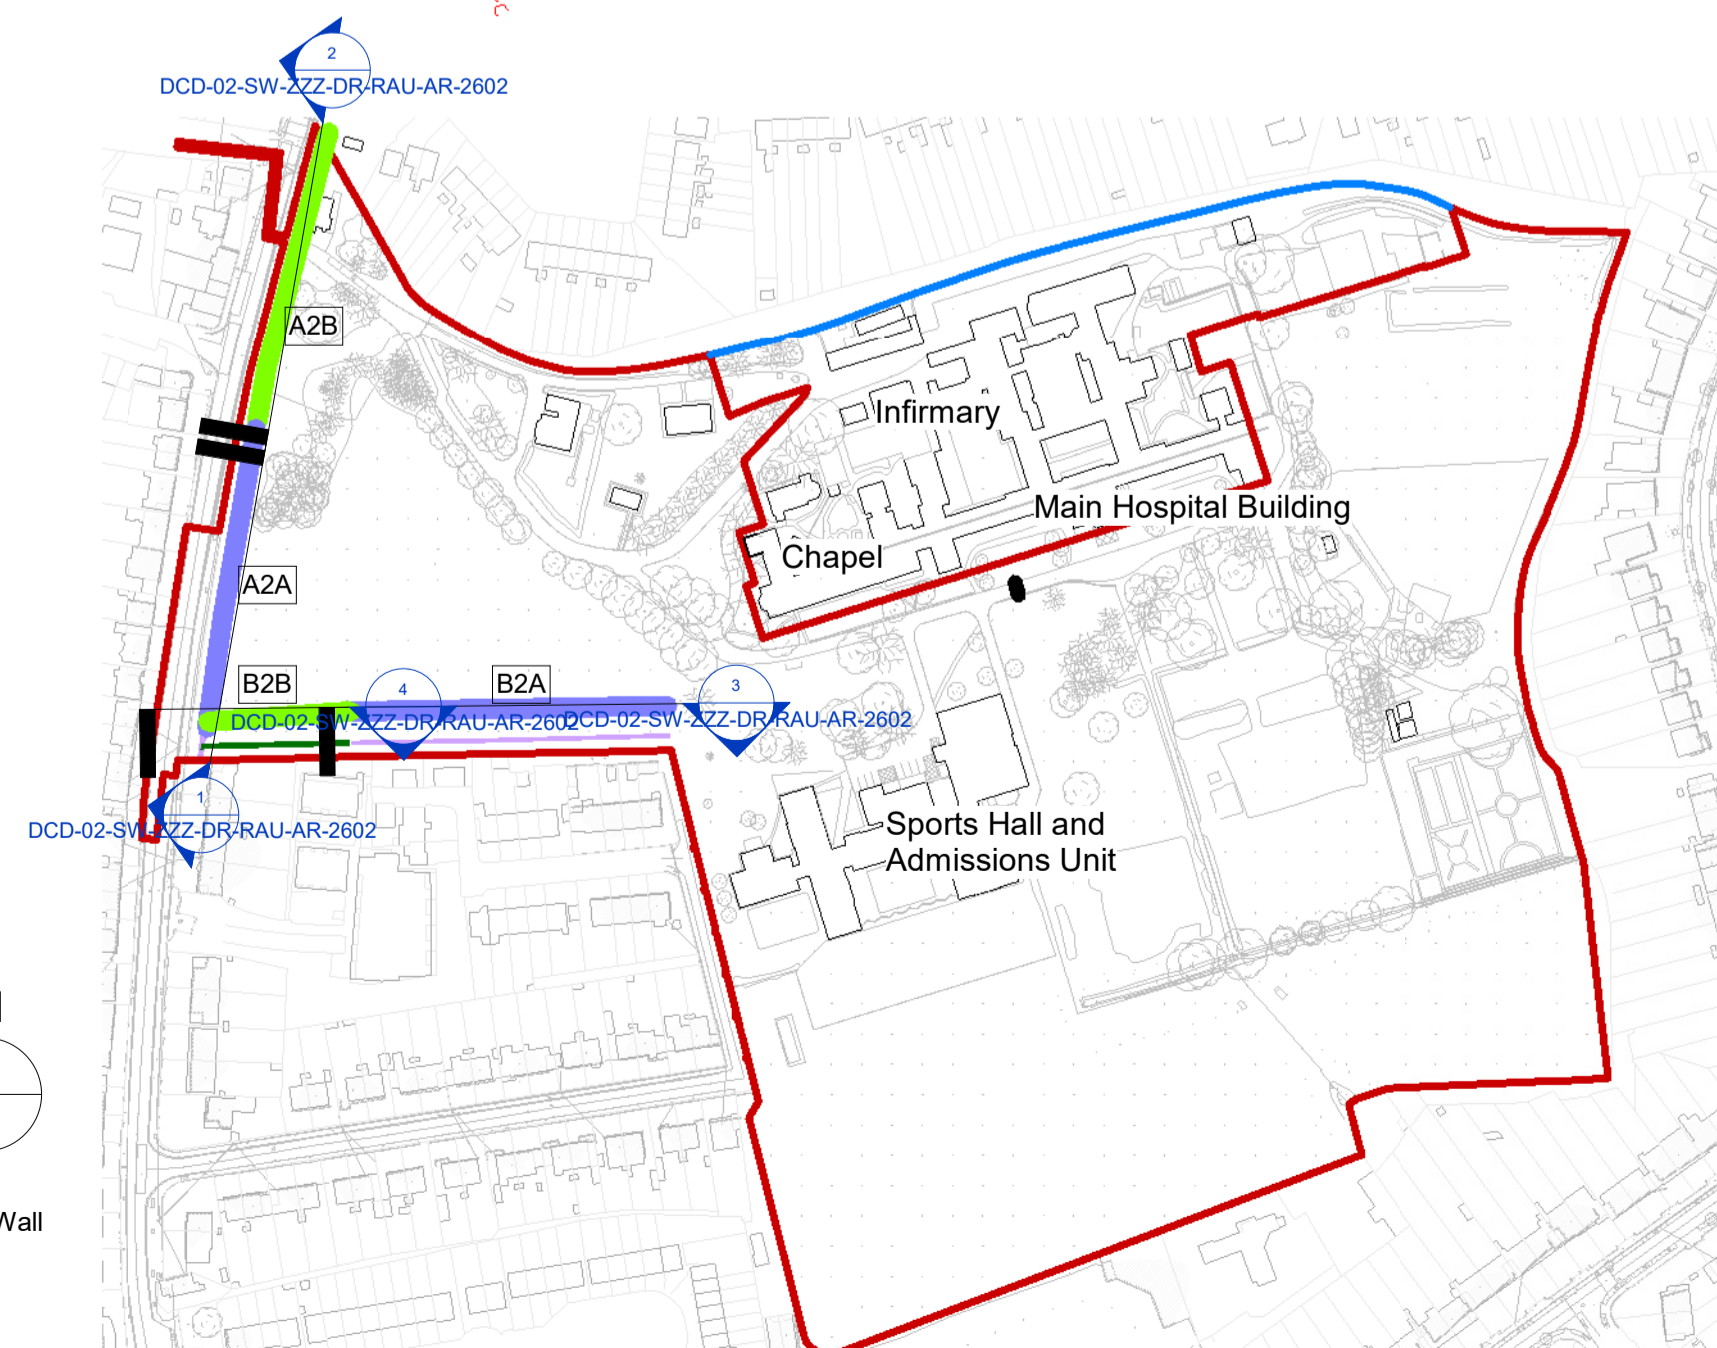 2
DCD-02-SW-ZZZ-DR-RAU-AR-2602
A2B
Infirmary
Main Hospital Building
Chapel
A2A
B2B
4
B2A
3
DCD-02-SW-ZZZ-DR-RAU-AR-2602
DCD-02-SW-ZZZ-DR-RAU-AR-2602
1
DCD-02-SW-ZZZ-DR-RAU-AR-2602
Sports Hall and
Admissions Unit
Wall